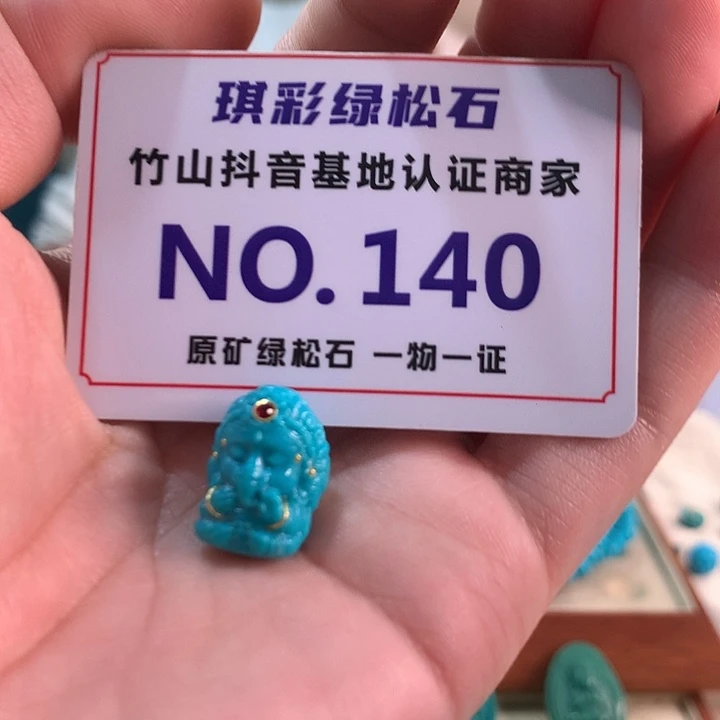 琪彩绿松石
竹山抖音基地认证商家
NO.140
原矿绿松石 一物一证